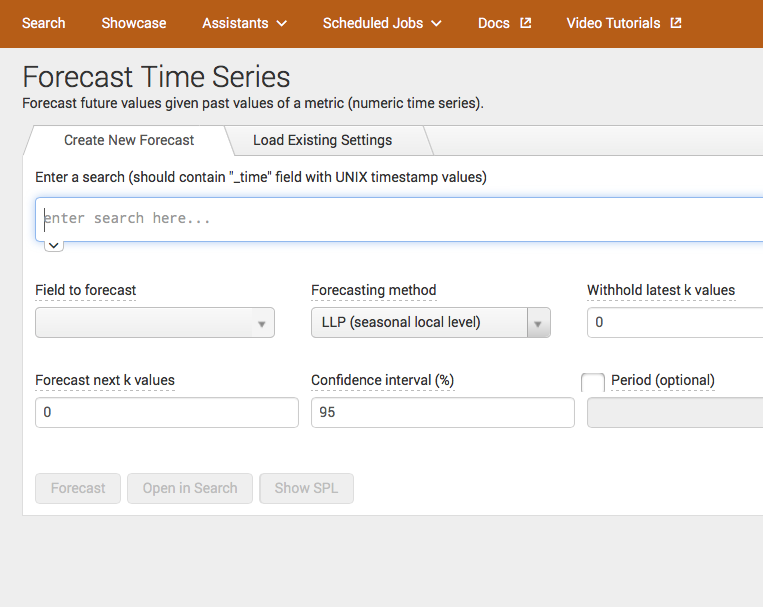 Search Showcase Assistants Scheduled Jobs Docs Video Tutorials
Forecast Time Series
Forecast future values given past values of a metric (numeric time series).
Create New Forecast Load Existing Settings
Enter a search (should contain "_time" field with UNIX timestamp values)
enter search here...
Field to forecast Forecasting method Withhold latest k values
LLP (seasonal local level) 0
Forecast next k values Confidence interval (%) Period (optional)
0 95
Forecast Open in Search Show SPL